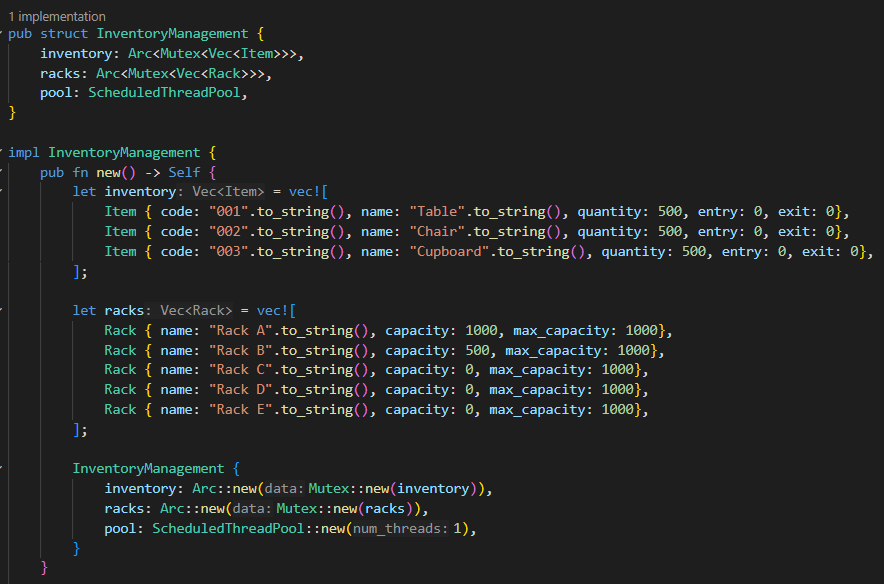 1 implementation
pub struct InventoryManagement {
    inventory: Arc<Mutex<Vec<Item>>>,
    racks: Arc<Mutex<Vec<Rack>>>,
    pool: ScheduledThreadPool,
}
impl InventoryManagement {
    pub fn new() -> Self {
        let inventory: Vec<Item> = vec![
            Item { code: "001".to_string(), name: "Table".to_string(), quantity: 500, entry: 0, exit: 0},
            Item { code: "002".to_string(), name: "Chair".to_string(), quantity: 500, entry: 0, exit: 0},
            Item { code: "003".to_string(), name: "Cupboard".to_string(), quantity: 500, entry: 0, exit: 0},
        ];
        let racks: Vec<Rack> = vec![
            Rack { name: "Rack A".to_string(), capacity: 1000, max_capacity: 1000},
            Rack { name: "Rack B".to_string(), capacity: 500, max_capacity: 1000},
            Rack { name: "Rack C".to_string(), capacity: 0, max_capacity: 1000},
            Rack { name: "Rack D".to_string(), capacity: 0, max_capacity: 1000},
            Rack { name: "Rack E".to_string(), capacity: 0, max_capacity: 1000},
        ];
        InventoryManagement {
            inventory: Arc::new(data: Mutex::new(inventory)),
            racks: Arc::new(data: Mutex::new(racks)),
            pool: ScheduledThreadPool::new(num_threads: 1),
        }
    }